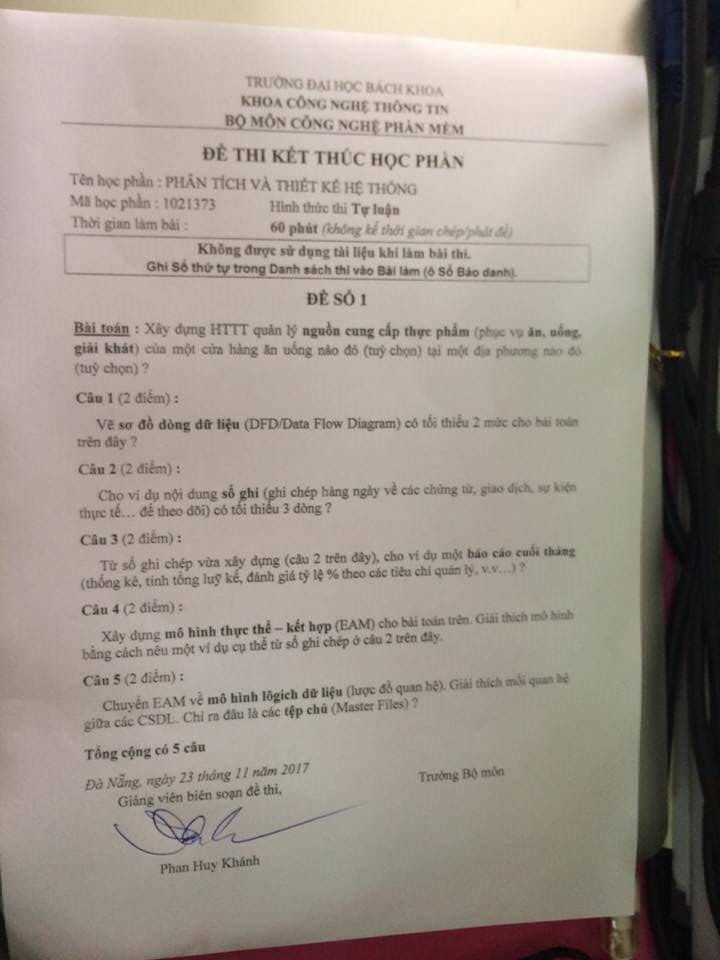 TRƯỜNG ĐẠI HỌC BÁCH KHOA
KHOA CÔNG NGHỆ THÔNG TIN
BỘ MÔN CÔNG NGHỆ PHẦN MỀM
ĐỀ THI KẾT THÚC HỌC PHẦN
Tên học phần : PHÂN TÍCH VÀ THIẾT KẾ HỆ THỐNG
Mã học phần : 1021373 Hình thức thi Tự luận
Thời gian làm bài : 60 phút (không kể thời gian chép/phát đề)
Không được sử dụng tài liệu khi làm bài thi.
Ghi Số thứ tự trong Danh sách thi vào Bài làm (ô Số Báo danh).
ĐỀ SỐ 1
Bài toán : Xây dựng HTTT quản lý nguồn cung cấp thực phẩm (phục vụ ăn, uống,
giải khát) của một cửa hàng ăn uống nào đó (tuỳ chọn) tại một địa phương nào đó
(tuỳ chọn) ?
Câu 1 (2 điểm) :
Vẽ sơ đồ dòng dữ liệu (DFD/Data Flow Diagram) có tối thiểu 2 mức cho bài toán
trên đây ?
Câu 2 (2 điểm) :
Cho ví dụ nội dung sổ ghi (ghi chép hàng ngày về các chứng từ, giao dịch, sự kiện
thực tế... để theo dõi) có tối thiểu 3 dòng ?
Câu 3 (2 điểm) :
Từ sổ ghi chép vừa xây dựng (câu 2 trên đây), cho ví dụ một báo cáo cuối tháng
(thống kê, tính tổng luỹ kế, đánh giá tỷ lệ % theo các tiêu chí quản lý, v.v...) ?
Câu 4 (2 điểm) :
Xây dựng mô hình thực thể – kết hợp (EAM) cho bài toán trên. Giải thích mô hình
bằng cách nêu một ví dụ cụ thể từ sổ ghi chép ở câu 2 trên đây.
Câu 5 (2 điểm) :
Chuyển EAM về mô hình lôgich dữ liệu (lược đồ quan hệ). Giải thích mối quan hệ
giữa các CSDL. Chỉ ra đâu là các tệp chủ (Master Files) ?
Tổng cộng có 5 câu
Đà Nẵng, ngày 23 tháng 11 năm 2017
Giảng viên biên soạn đề thi, Trưởng Bộ môn
Phan Huy Khánh